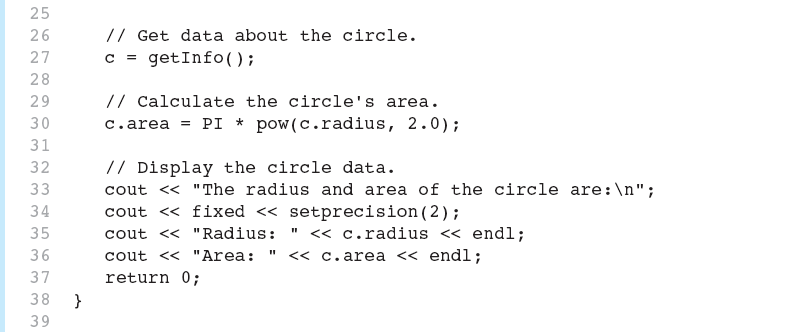 25
26 // Get data about the circle.
27 c = getInfo();
28
29 // Calculate the circle's area.
30 c.area = PI * pow(c.radius, 2.0);
31
32 // Display the circle data.
33 cout << "The radius and area of the circle are:\n";
34 cout << fixed << setprecision(2);
35 cout << "Radius: " << c.radius << endl;
36 cout << "Area: " << c.area << endl;
37 return 0;
38 }
39